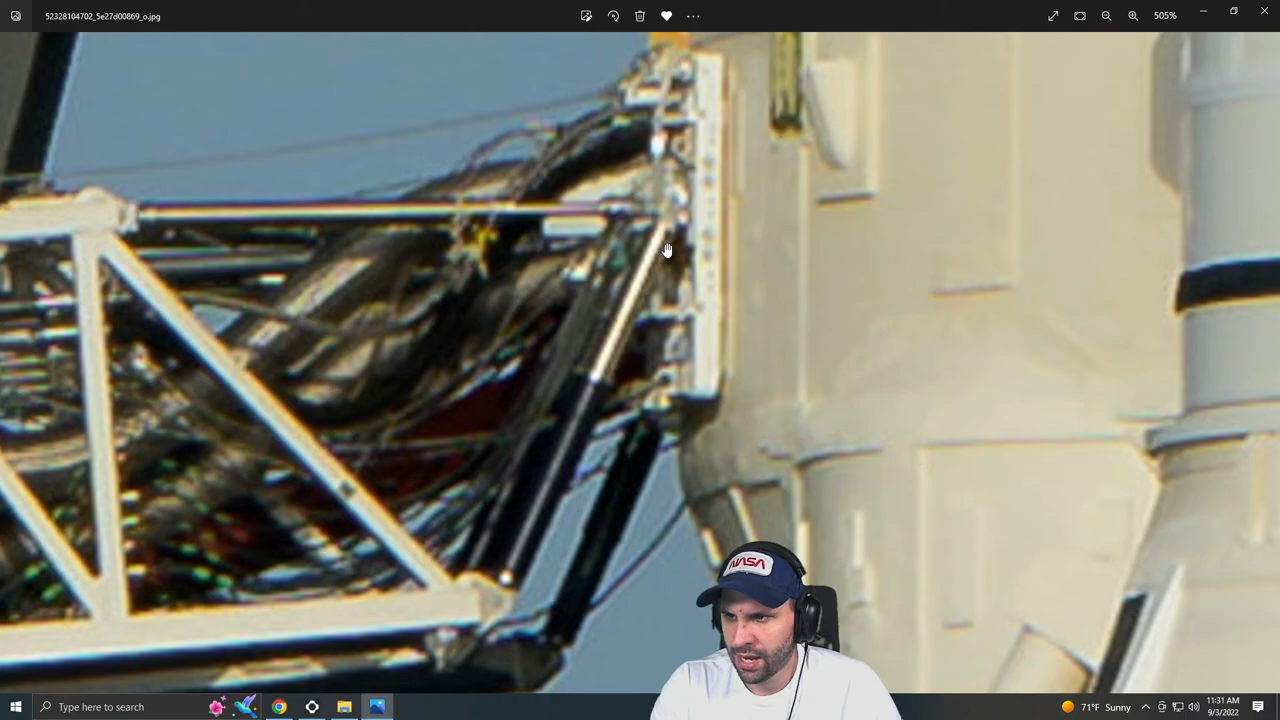 52328104702_5e27d00869_o.jpg
505%
NASA
Type here to search
71°F Sunny
11:31 AM
9/3/2022